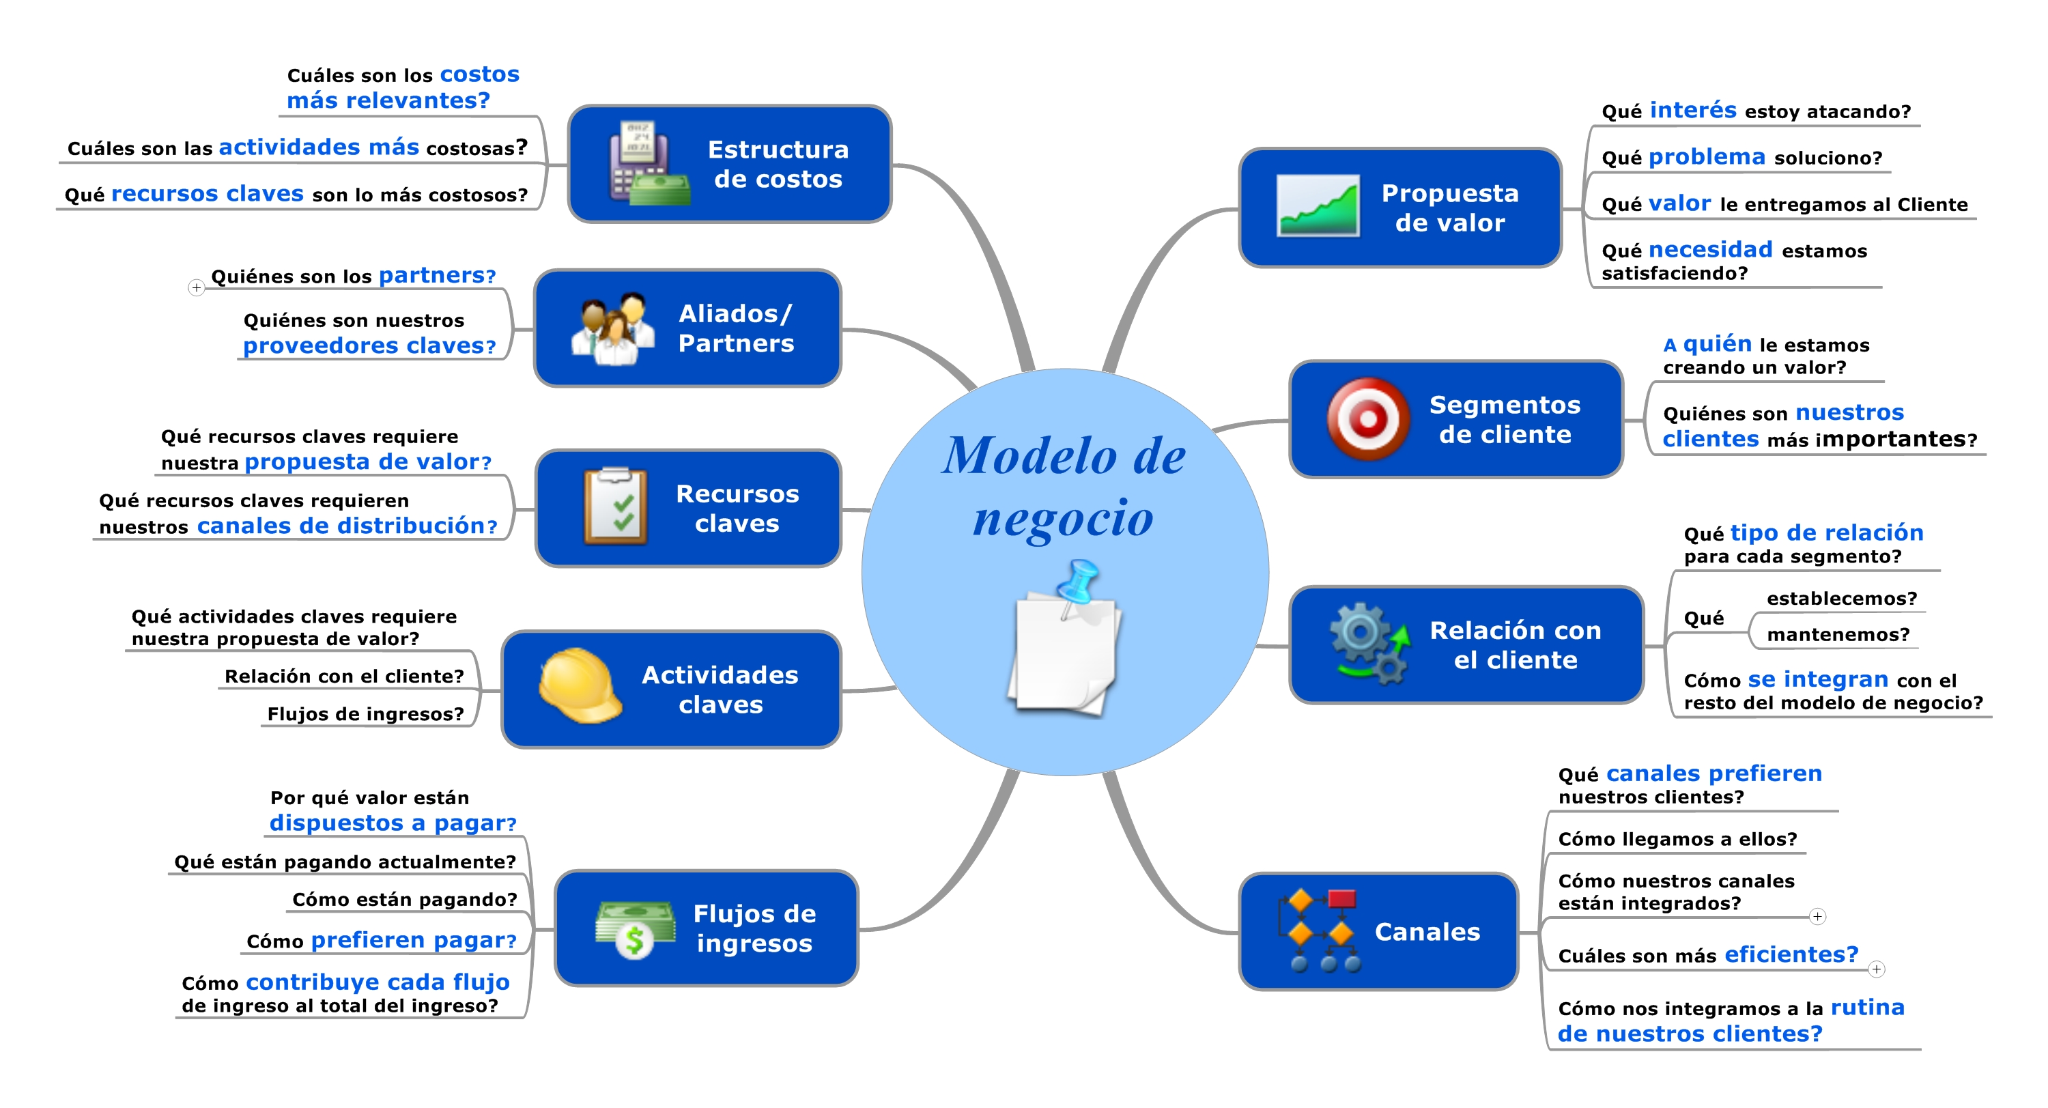 Modelo de
negocio
Propuesta
de valor
Qué interés estoy atacando?
Qué problema soluciono?
Qué valor le entregamos al Cliente
Qué necesidad estamos
satisfaciendo?
Segmentos
de cliente
A quién le estamos
creando un valor?
Quiénes son nuestros
clientes más importantes?
Relación con
el cliente
Qué tipo de relación
para cada segmento?
Qué
establecemos?
mantenemos?
Cómo se integran con el
resto del modelo de negocio?
Canales
Qué canales prefieren
nuestros clientes?
Cómo llegamos a ellos?
Cómo nuestros canales
están integrados?
Cuáles son más eficientes?
Cómo nos integramos a la rutina
de nuestros clientes?
Estructura
de costos
Cuáles son los costos
más relevantes?
Cuáles son las actividades más costosas?
Qué recursos claves son lo más costosos?
Aliados/
Partners
Quiénes son los partners?
Quiénes son nuestros
proveedores claves?
Recursos
claves
Qué recursos claves requiere
nuestra propuesta de valor?
Qué recursos claves requieren
nuestros canales de distribución?
Actividades
claves
Qué actividades claves requiere
nuestra propuesta de valor?
Relación con el cliente?
Flujos de ingresos?
Flujos de
ingresos
Por qué valor están
dispuestos a pagar?
Qué están pagando actualmente?
Cómo están pagando?
Cómo prefieren pagar?
Cómo contribuye cada flujo
de ingreso al total del ingreso?